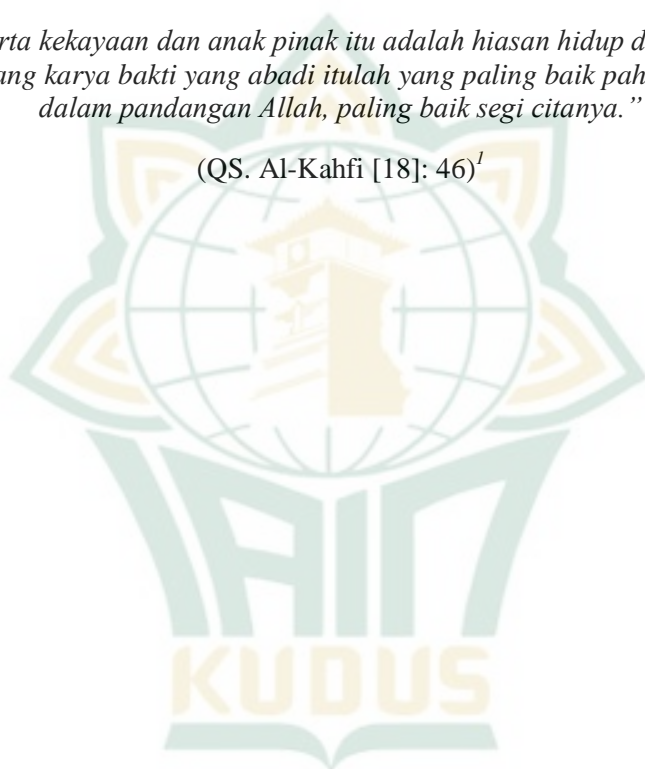 rta kekayaan dan anak pinak itu adalah hiasan hidup d
ang karya bakti yang abadi itulah yang paling baik pah
dalam pandangan Allah, paling baik segi citanya.”
(QS. Al-Kahfi [18]: 46)1
IAIN
KUDUS